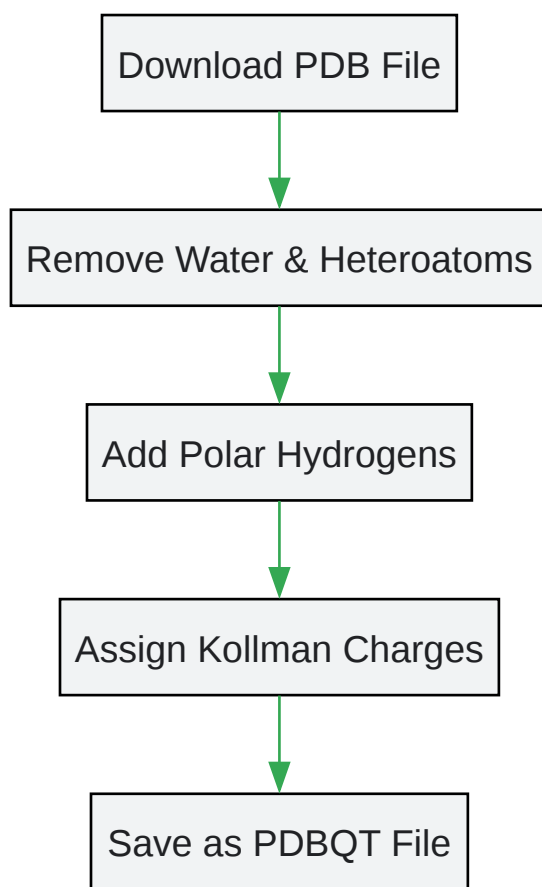 Download PDB File
Remove Water & Heteroatoms
Add Polar Hydrogens
Assign Kollman Charges
Save as PDBQT File